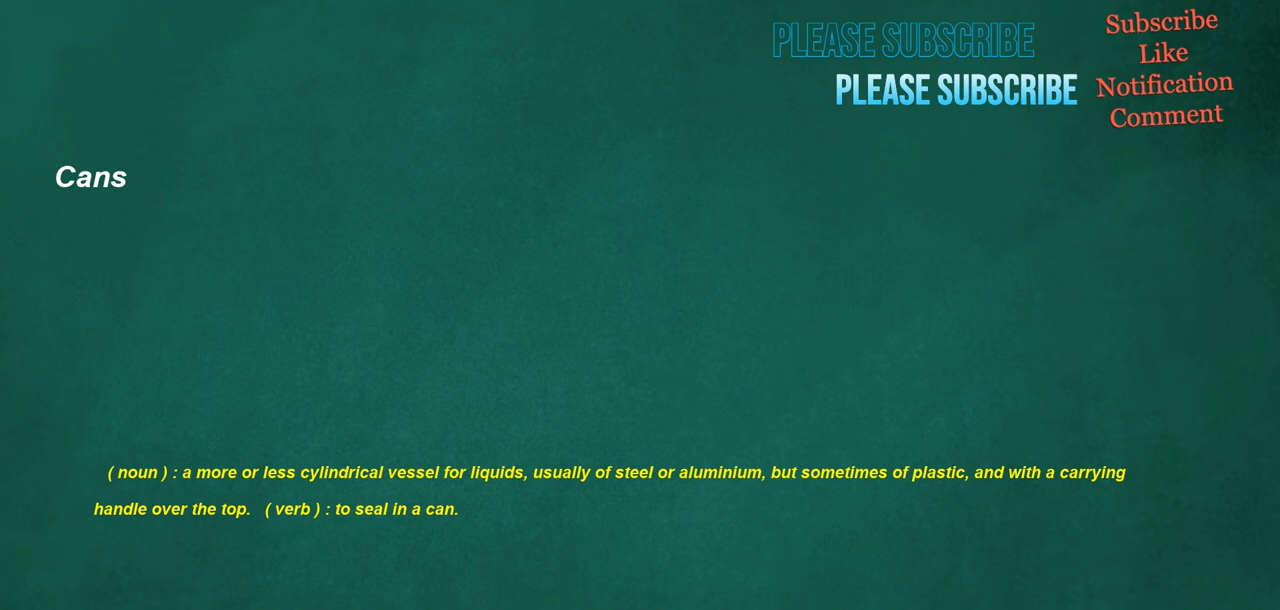 PLEASE SUBSCRIBE
PLEASE SUBSCRIBE
Subscribe
Like
Notification
Comment
Cans
( noun ) : a more or less cylindrical vessel for liquids, usually of steel or aluminium, but sometimes of plastic, and with a carrying
handle over the top. ( verb ) : to seal in a can.